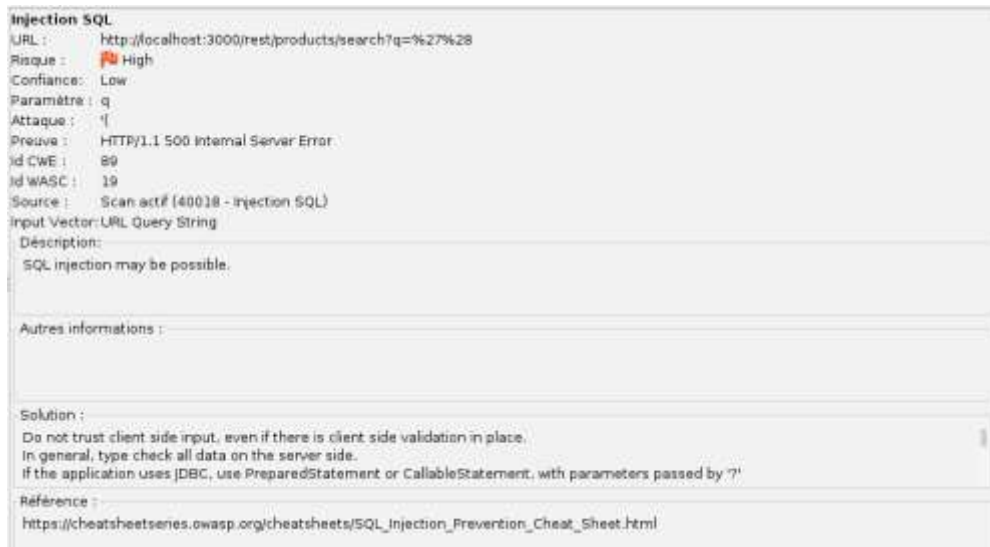 Injection SQL
URL : http://localhost:3000/rest/products/search?q=%27%28
Risque : High
Confiance: Low
Paramètre : q
Attaque : '(
Preuve : HTTP/1.1 500 Internal Server Error
Id CWE : 89
Id WASC : 19
Source : Scan actif (40018 - Injection SQL)
Input Vector: URL Query String
Déscription:
SQL injection may be possible.
Autres informations :
Solution :
Do not trust client side input, even if there is client side validation in place.
In general, type check all data on the server side.
If the application uses JDBC, use PreparedStatement or CallableStatement, with parameters passed by '?'
Référence :
https://cheatsheetseries.owasp.org/cheatsheets/SQL_Injection_Prevention_Cheat_Sheet.html